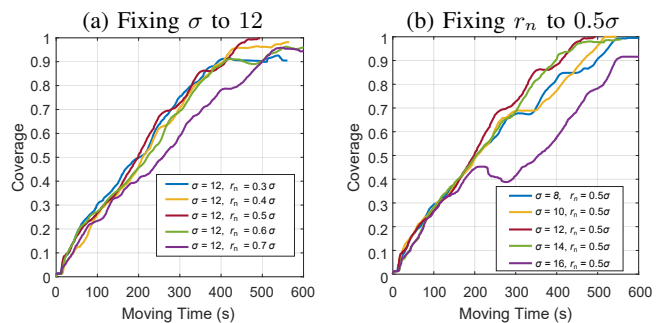 (a) Fixing σ to 12
1
0.9
0.8
0.7
0.6
0.5
0.4
0.3
0.2
0.1
0
Coverage
σ = 12, r_n = 0.3 σ
σ = 12, r_n = 0.4 σ
σ = 12, r_n = 0.5 σ
σ = 12, r_n = 0.6 σ
σ = 12, r_n = 0.7 σ
0 100 200 300 400 500 600
Moving Time (s)
(b) Fixing r_n to 0.5σ
1
0.9
0.8
0.7
0.6
0.5
0.4
0.3
0.2
0.1
0
Coverage
σ = 8, r_n = 0.5σ
σ = 10, r_n = 0.5σ
σ = 12, r_n = 0.5σ
σ = 14, r_n = 0.5σ
σ = 16, r_n = 0.5σ
0 100 200 300 400 500 600
Moving Time (s)